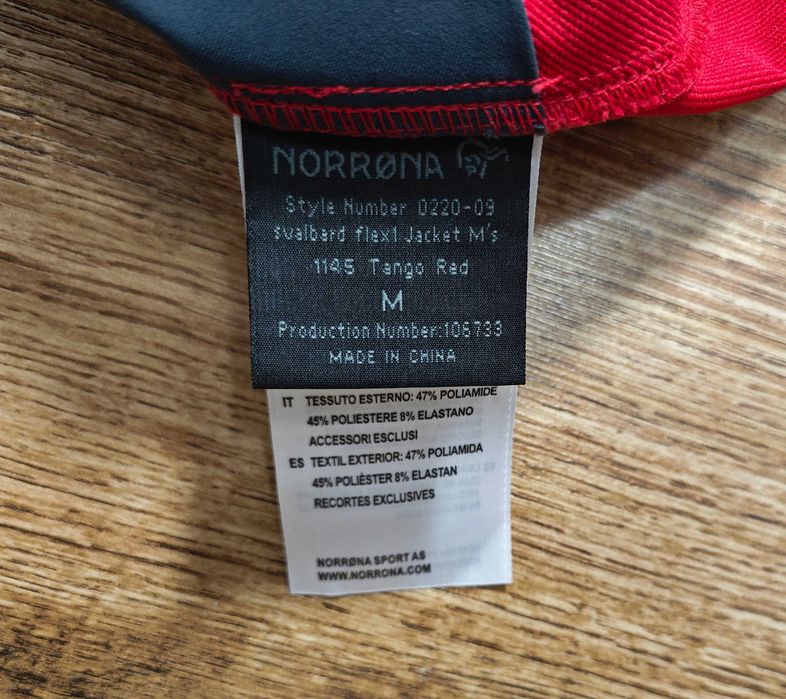 NORRØNA
Style Number 0220-09
svalbard flex1 Jacket M's
1145 Tango Red
M
Production Number:106733
MADE IN CHINA
IT TESSUTO ESTERNO: 47% POLIAMIDE
45% POLIESTERE 8% ELASTANO
ACCESSORI ESCLUSI
ES TEXTIL EXTERIOR: 47% POLIAMIDA
45% POLIÈSTER 8% ELASTAN
RECORTES EXCLUSIVES
NORRØNA SPORT AS
WWW.NORRONA.COM